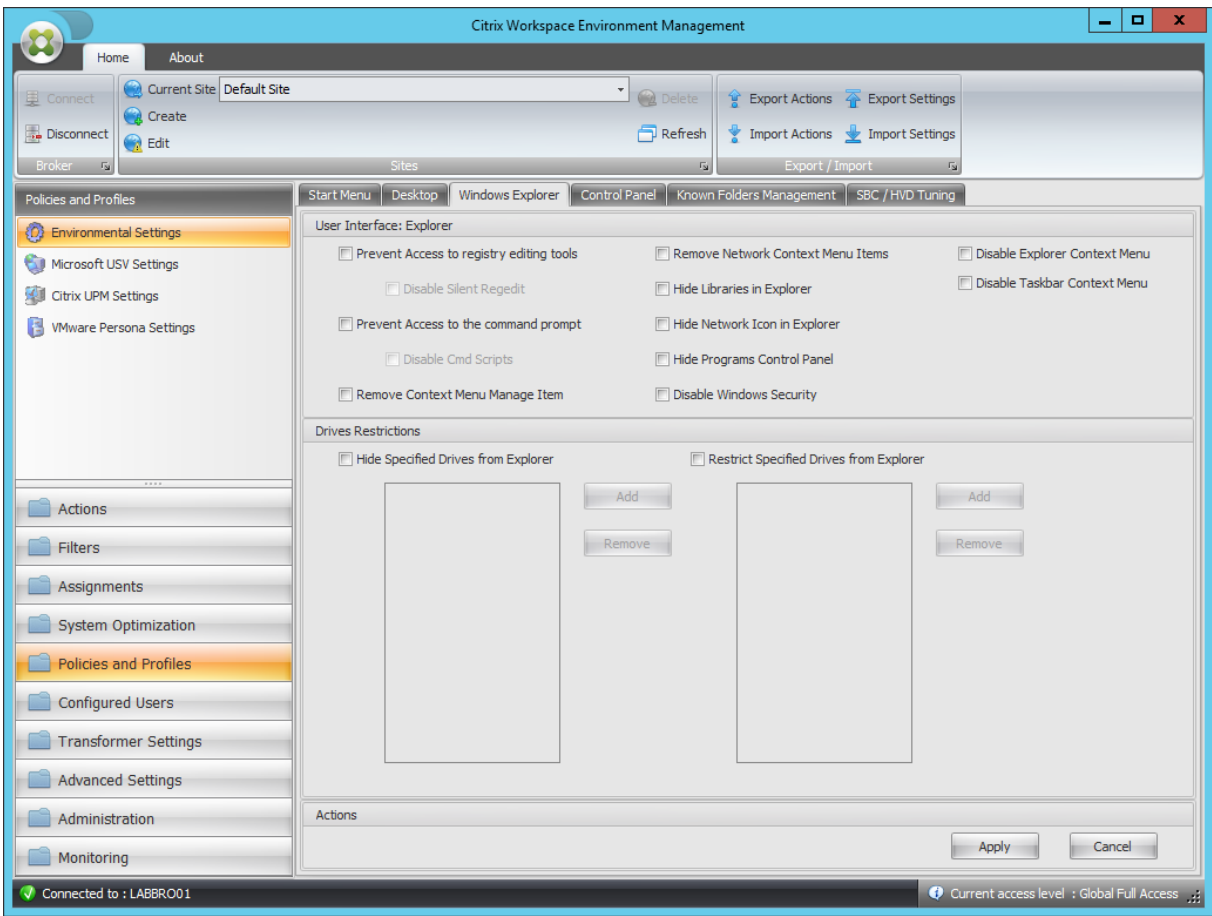 Citrix Workspace Environment Management
Home About
Connect
Disconnect
Broker
Current Site Default Site
Create
Edit
Delete
Refresh
Sites
Export Actions Export Settings
Import Actions Import Settings
Export / Import
Policies and Profiles
Environmental Settings
Microsoft USV Settings
Citrix UPM Settings
VMware Persona Settings
Actions
Filters
Assignments
System Optimization
Policies and Profiles
Configured Users
Transformer Settings
Advanced Settings
Administration
Monitoring
Start Menu Desktop Windows Explorer Control Panel Known Folders Management SBC / HVD Tuning
User Interface: Explorer
Prevent Access to registry editing tools Remove Network Context Menu Items Disable Explorer Context Menu
Disable Silent Regedit Hide Libraries in Explorer Disable Taskbar Context Menu
Prevent Access to the command prompt Hide Network Icon in Explorer
Disable Cmd Scripts Hide Programs Control Panel
Remove Context Menu Manage Item Disable Windows Security
Drives Restrictions
Hide Specified Drives from Explorer Restrict Specified Drives from Explorer
Add Add
Remove Remove
Actions
Apply Cancel
Connected to : LABBRO01 Current access level : Global Full Access